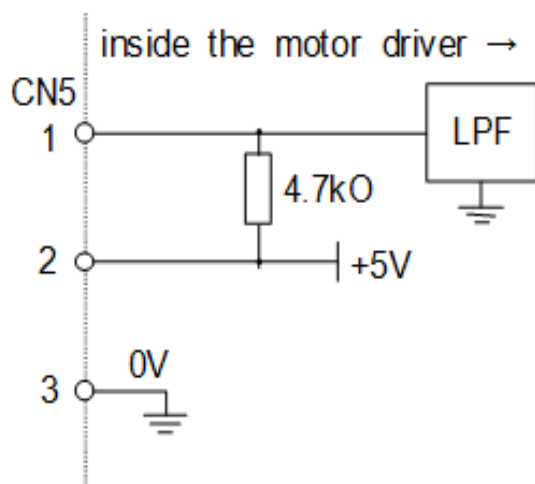 inside the motor driver →
CN5
1
LPF
4.7kO
2
+5V
0V
3